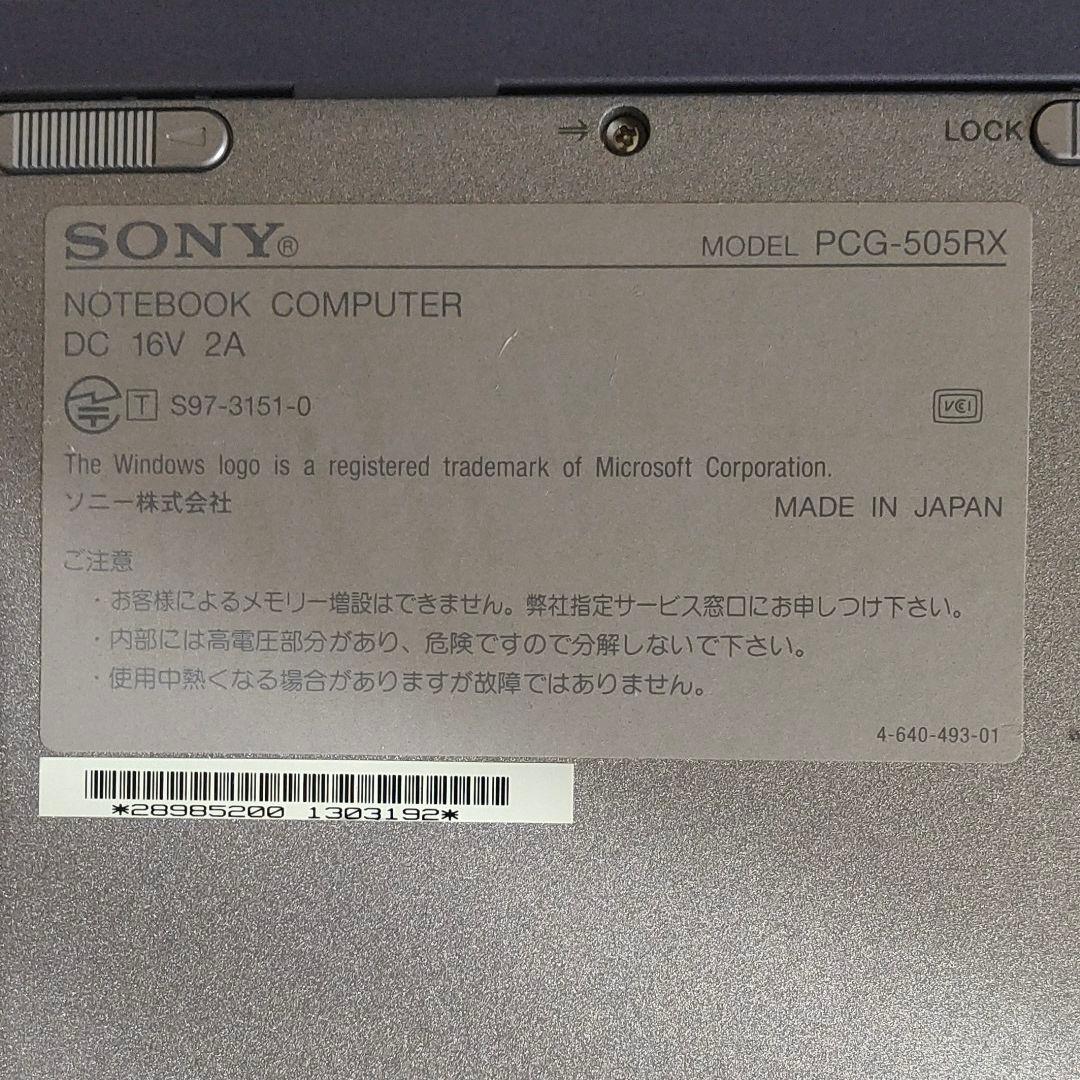 ⇒ LOCK
SONY®
MODEL PCG-505RX
NOTEBOOK COMPUTER
DC 16V 2A
T S97-3151-0
VCCI
The Windows logo is a registered trademark of Microsoft Corporation.
ソニー株式会社
MADE IN JAPAN
ご注意
・お客様によるメモリー増設はできません。弊社指定サービス窓口にお申しつけ下さい。
・内部には高電圧部分があり、危険ですので分解しないで下さい。
・使用中熱くなる場合がありますが故障ではありません。
4-640-493-01
*28985200 1303192*